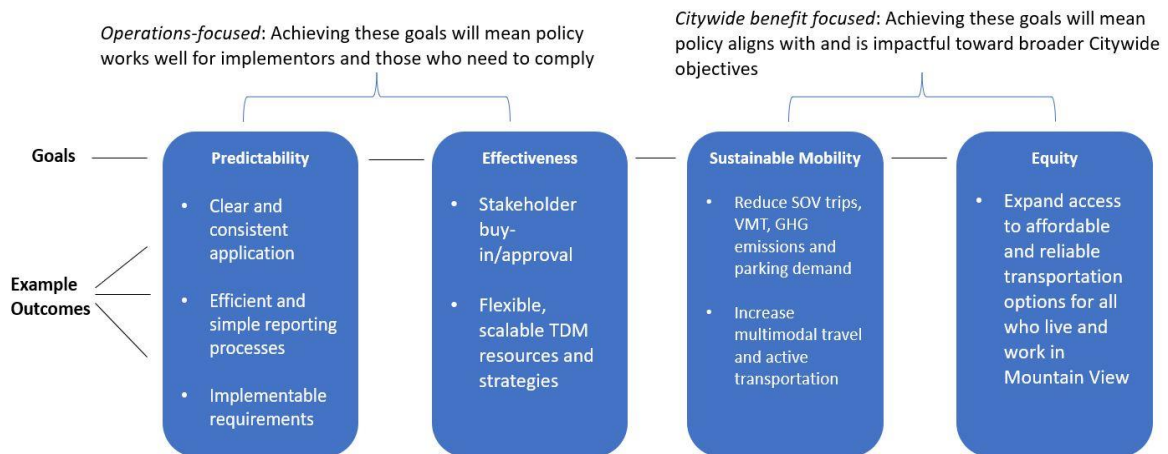 Operations-focused: Achieving these goals will mean policy
works well for implementors and those who need to comply
Citywide benefit focused: Achieving these goals will mean
policy aligns with and is impactful toward broader Citywide
objectives
Goals
Predictability
Effectiveness
Sustainable Mobility
Equity
Example
Outcomes
• Clear and
consistent
application
• Efficient and
simple reporting
processes
• Implementable
requirements
• Stakeholder
buy-
in/approval
• Flexible,
scalable TDM
resources and
strategies
• Reduce SOV trips,
VMT, GHG
emissions and
parking demand
• Increase
multimodal travel
and active
transportation
• Expand access
to affordable
and reliable
transportation
options for all
who live and
work in
Mountain View